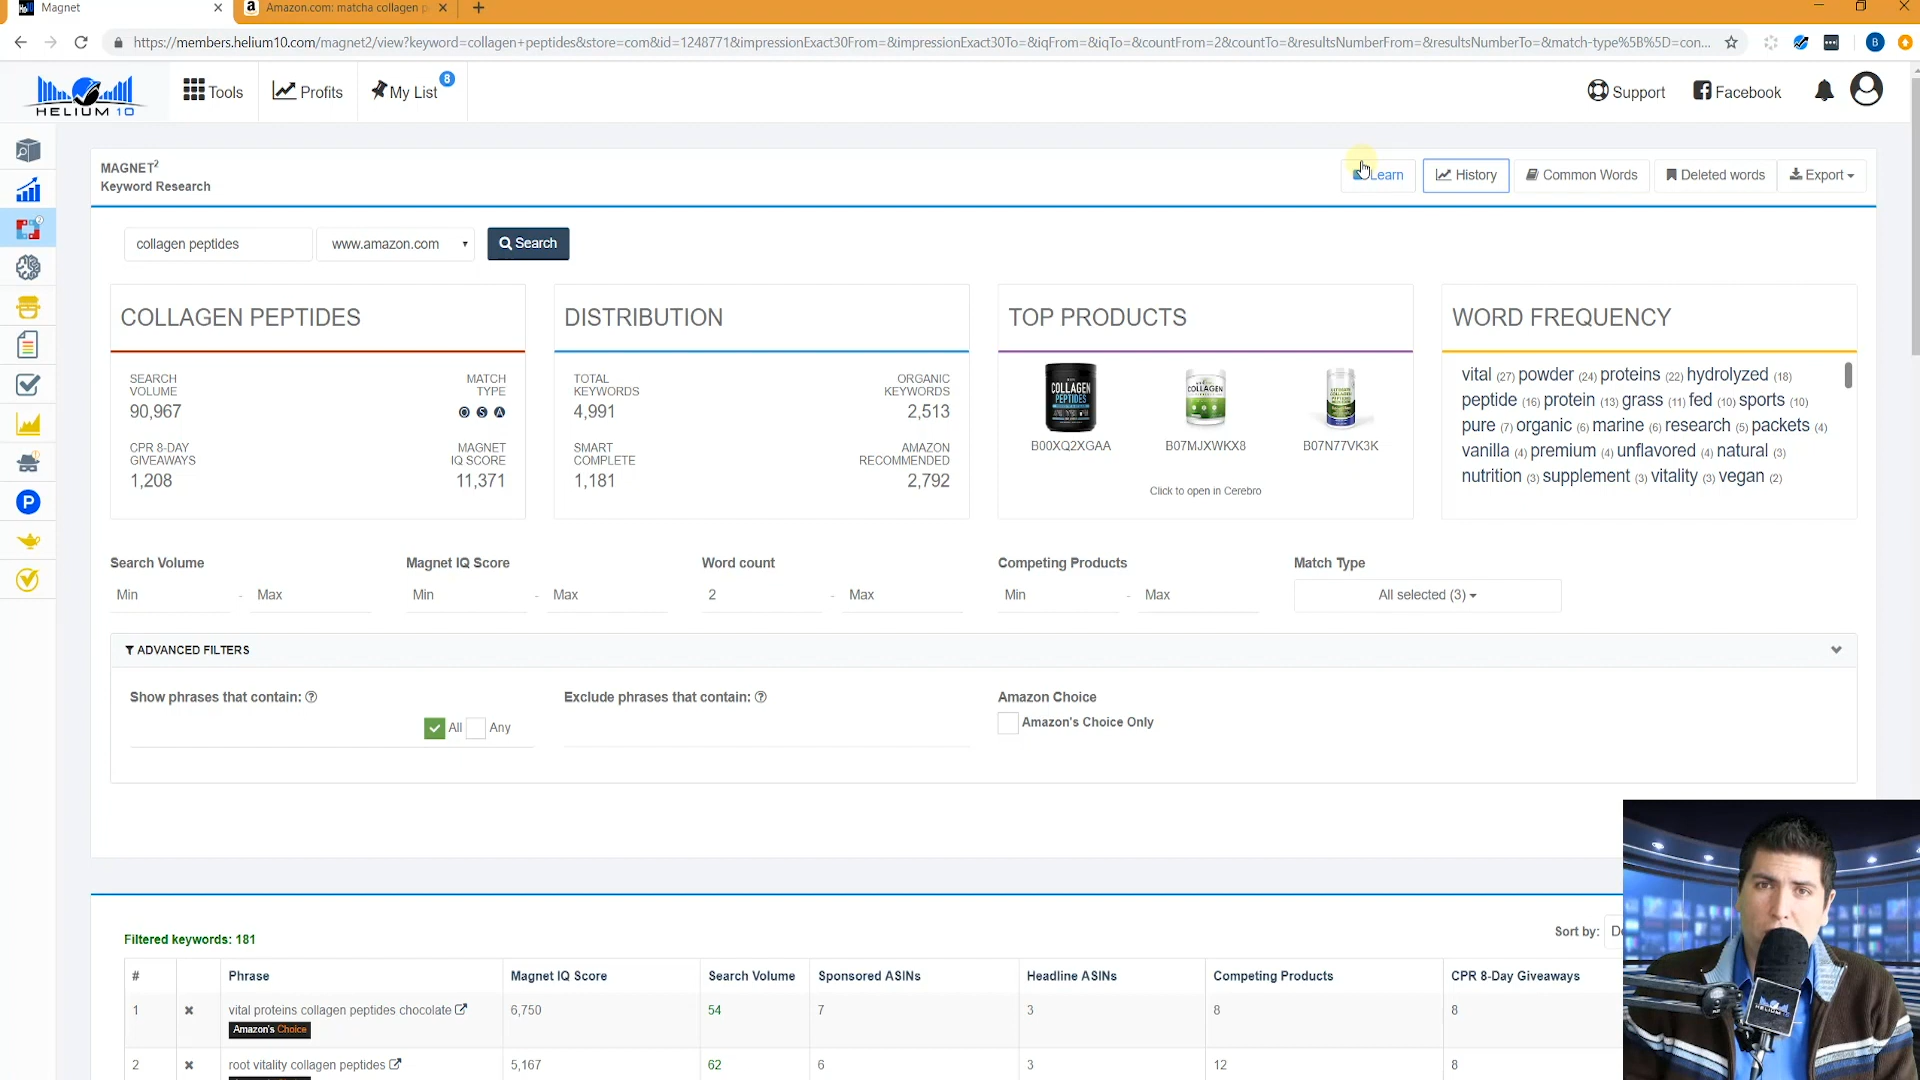 Magnet
Amazon.com: matcha collagen p
https://members.helium10.com/magnet2/view?keyword=collagen+peptides&store=com&id=1248771&impressionExact30From=&impressionExact30To=&iqFrom=&iqTo=&countFrom=2&countTo=&resultsNumberFrom=&resultsNumberTo=&match-type%5B%5D=con...
B
HELIUM 10
Tools
Profits
My List
8
Support
Facebook
MAGNET2
Keyword Research
Learn
History
Common Words
Deleted words
Export
collagen peptides
www.amazon.com
Search
COLLAGEN PEPTIDES
SEARCH VOLUME
90,967
MATCH TYPE
O S A
CPR 8-DAY GIVEAWAYS
1,208
MAGNET IQ SCORE
11,371
DISTRIBUTION
TOTAL KEYWORDS
4,991
ORGANIC KEYWORDS
2,513
SMART COMPLETE
1,181
AMAZON RECOMMENDED
2,792
TOP PRODUCTS
COLLAGEN PEPTIDES
COLLAGEN
B00XQ2XGAA
B07MJXWKX8
B07N77VK3K
Click to open in Cerebro
WORD FREQUENCY
vital (27) powder (24) proteins (22) hydrolyzed (18)
peptide (16) protein (13) grass (11) fed (10) sports (10)
pure (7) organic (6) marine (6) research (5) packets (4)
vanilla (4) premium (4) unflavored (4) natural (3)
nutrition (3) supplement (3) vitality (3) vegan (2)
Search Volume
Min - Max
Magnet IQ Score
Min - Max
Word count
2 - Max
Competing Products
Min - Max
Match Type
All selected (3)
ADVANCED FILTERS
Show phrases that contain:
All Any
Exclude phrases that contain:
Amazon Choice
Amazon's Choice Only
P
Filtered keywords: 181
Sort by:
# Phrase Magnet IQ Score Search Volume Sponsored ASINs Headline ASINs Competing Products CPR 8-Day Giveaways
1 vital proteins collagen peptides chocolate 6,750 54 7 3 8 8
Amazon's Choice
2 root vitality collagen peptides 5,167 62 6 3 12 8
HELIUM 10